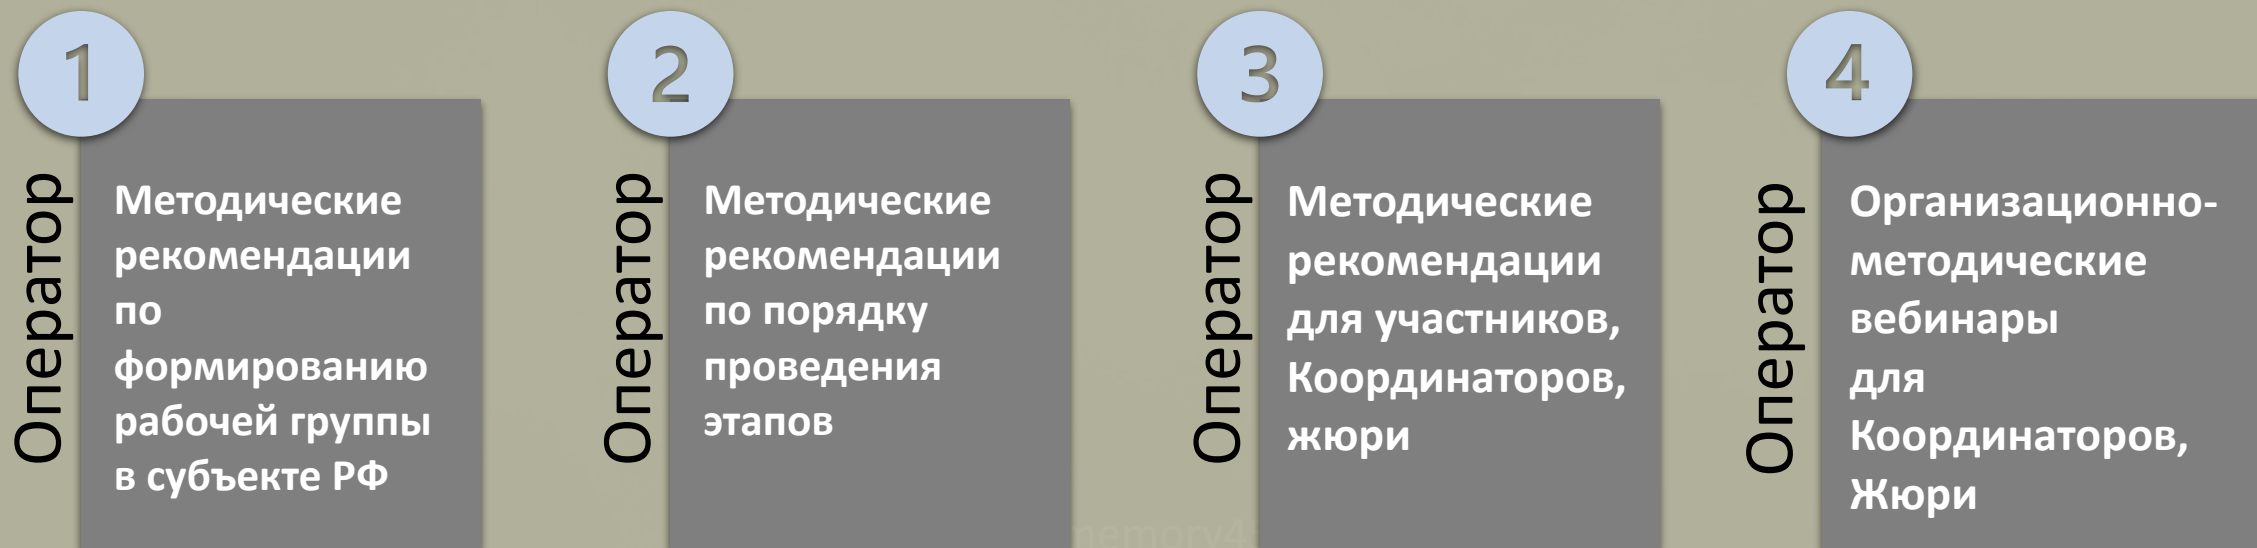 1
Оператор
Методические
рекомендации
по
формированию
рабочей группы
в субъекте РФ
2
Оператор
Методические
рекомендации
по порядку
проведения
этапов
3
Оператор
Методические
рекомендации
для участников,
Координаторов,
жюри
4
Оператор
Организационно-
методические
вебинары
для
Координаторов,
Жюри